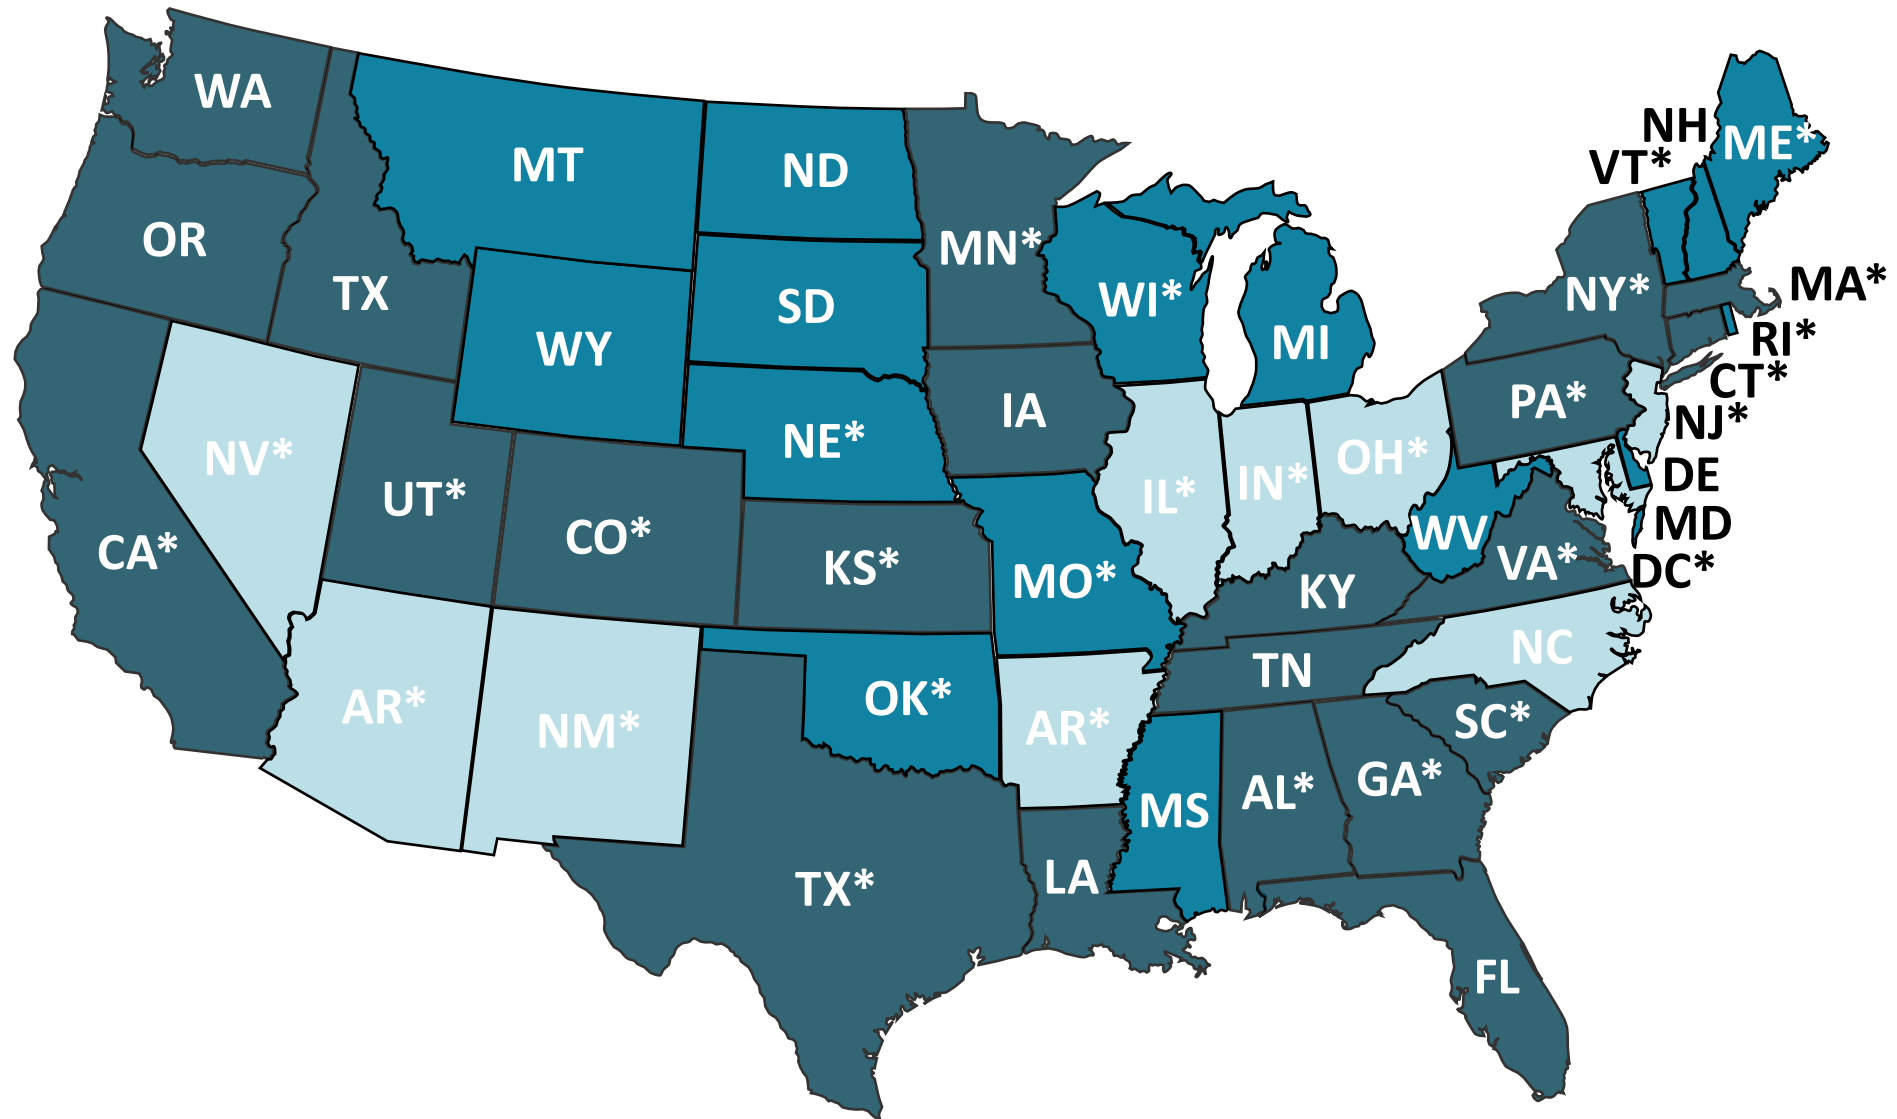 WA
MT
ND
NH
ME*
VT*
OR
MN*
TX
SD
WI*
NY*
MA*
WY
MI
RI*
CT*
IA
PA*
NJ*
NV*
NE*
OH*
DE
UT*
IL*
IN*
MD
CA*
CO*
KS*
MO*
WV
VA*
DC*
KY
NC
TN
AR*
NM*
OK*
AR*
SC*
MS
AL*
GA*
TX*
LA
FL